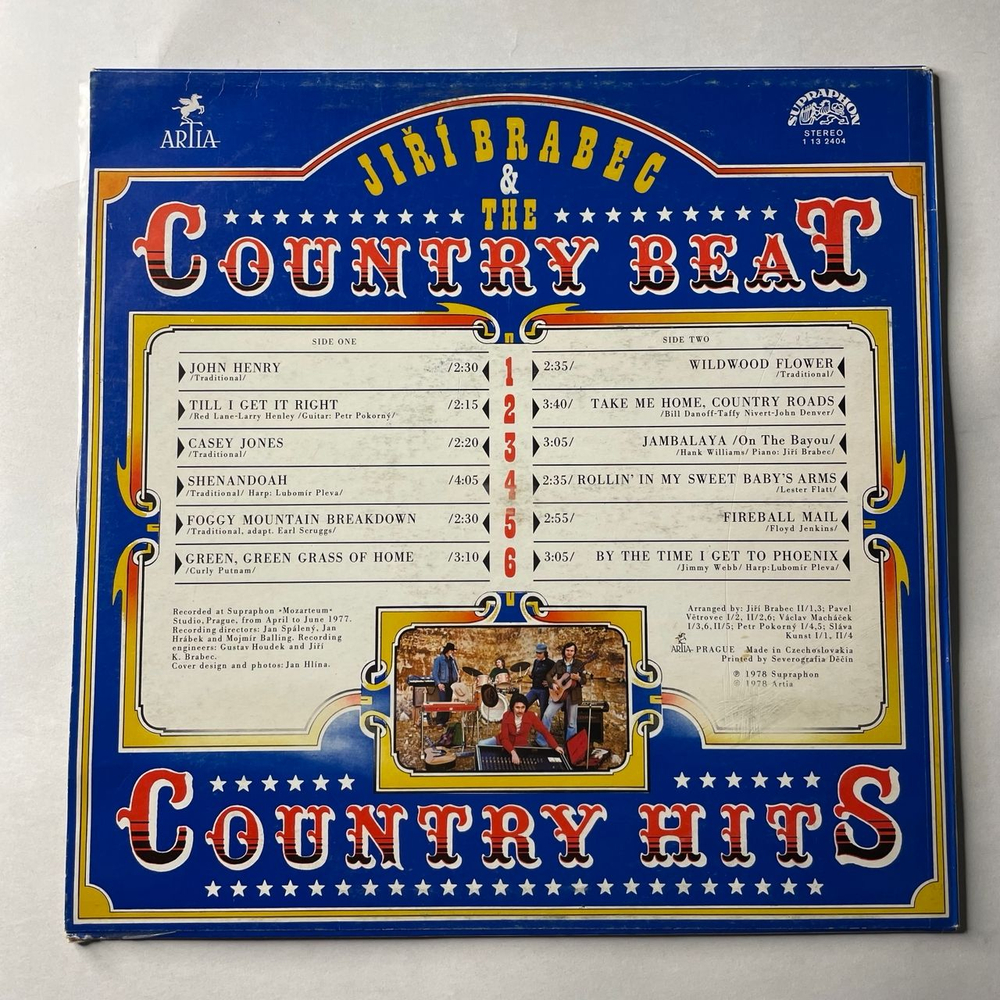 ARTIA
SUPRAPHON
STEREO
1 13 2404
JIŘÍ BRABEC
&
THE
COUNTRY BEAT
SIDE ONE
JOHN HENRY /2:30
/Traditional/
TILL I GET IT RIGHT /2:15
/Red Lane-Larry Henley /Guitar: Petr Pokorný/
CASEY JONES /2:20
/Traditional/
SHENANDOAH /4:05
/Traditional/ Harp: Lubomír Pleva/
FOGGY MOUNTAIN BREAKDOWN /2:30
/Traditional, adapt. Earl Scruggs/
GREEN, GREEN GRASS OF HOME /3:10
/Curly Putnam/
1
2
3
4
5
6
SIDE TWO
2:35/ WILDWOOD FLOWER
/Traditional/
3:40/ TAKE ME HOME, COUNTRY ROADS
/Bill Danoff-Taffy Nivert-John Denver/
3:05/ JAMBALAYA /On The Bayou/
/Hank Williams/ Piano: Jiří Brabec/
2:35/ ROLLIN' IN MY SWEET BABY'S ARMS
/Lester Flatt/
2:55/ FIREBALL MAIL
/Floyd Jenkins/
3:05/ BY THE TIME I GET TO PHOENIX
/Jimmy Webb/ Harp:Lubomír Pleva/
Recorded at Supraphon •Mozarteum•
Studio, Prague, from April to June 1977.
Recording directors: Jan Spálený, Jan
Hrábek and Mojmír Balling. Recording
engineers: Gustav Houdek and Jiří
K. Brabec.
Cover design and photos: Jan Hlína.
Arranged by: Jiří Brabec II/1,3; Pavel
Větrovec I/2, II/2,6; Václav Macháček
I/3,6,II/5; Petr Pokorný I/4,5; Sláva
Kunst I/1, II/4
ARTIA PRAGUE Made in Czechoslovakia
Printed by Severografia Děčín
℗ 1978 Supraphon
© 1978 Artia
COUNTRY HITS